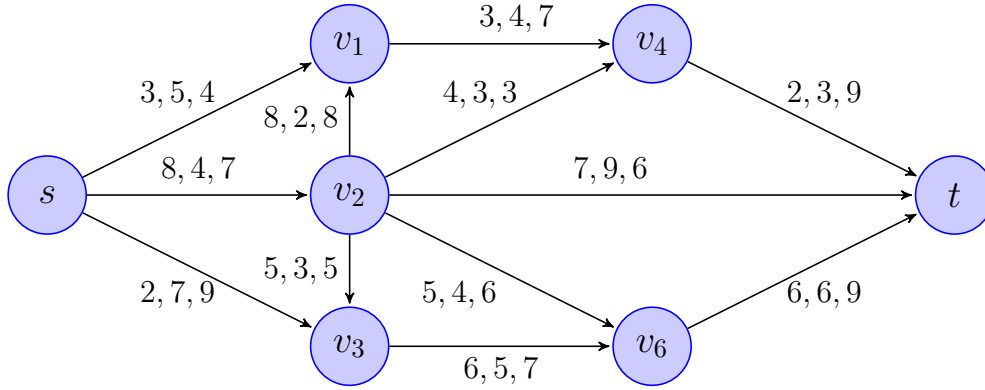 3, 4, 7
v₁
v₄
3, 5, 4
8, 2, 8
4, 3, 3
2, 3, 9
8, 4, 7
7, 9, 6
s
v₂
t
5, 3, 5
2, 7, 9
5, 4, 6
6, 6, 9
v₃
v₆
6, 5, 7